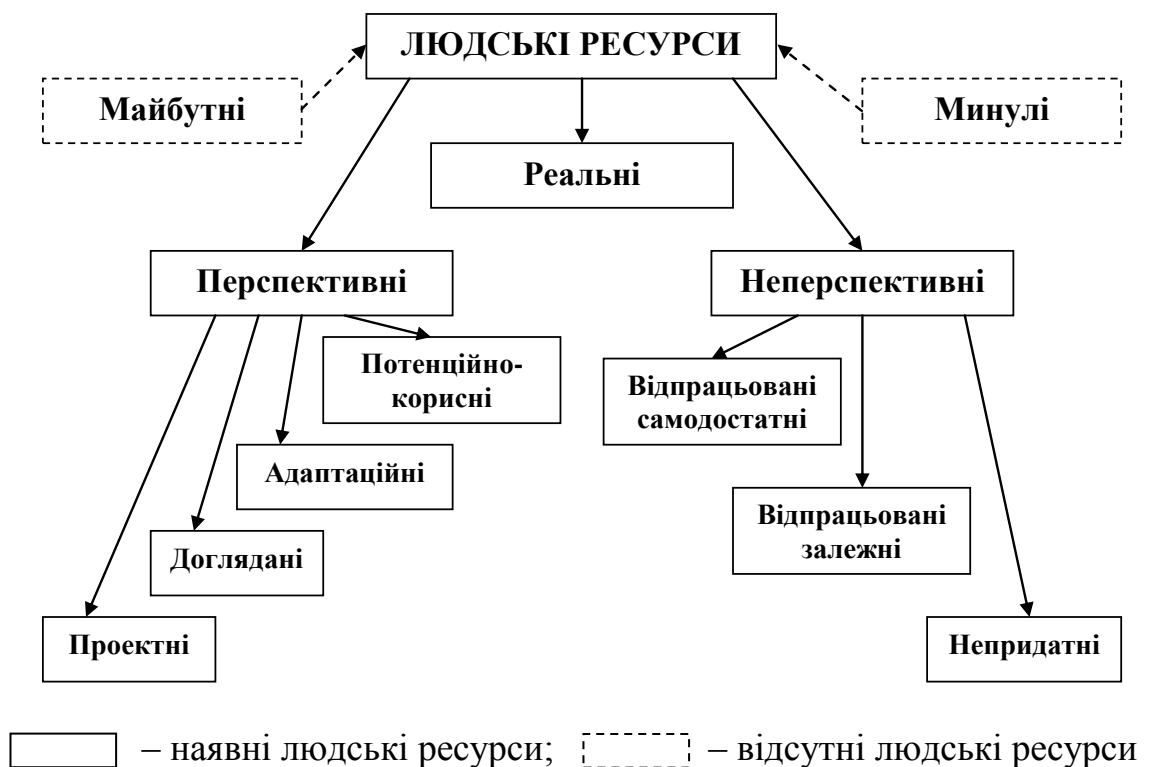 ЛЮДСЬКІ РЕСУРСИ
Майбутні
Минулі
Реальні
Перспективні
Неперспективні
Потенційно-
корисні
Відпрацьовані
самодостатні
Адаптаційні
Відпрацьовані
залежні
Доглядані
Проектні
Непридатні
– наявні людські ресурси;
– відсутні людські ресурси